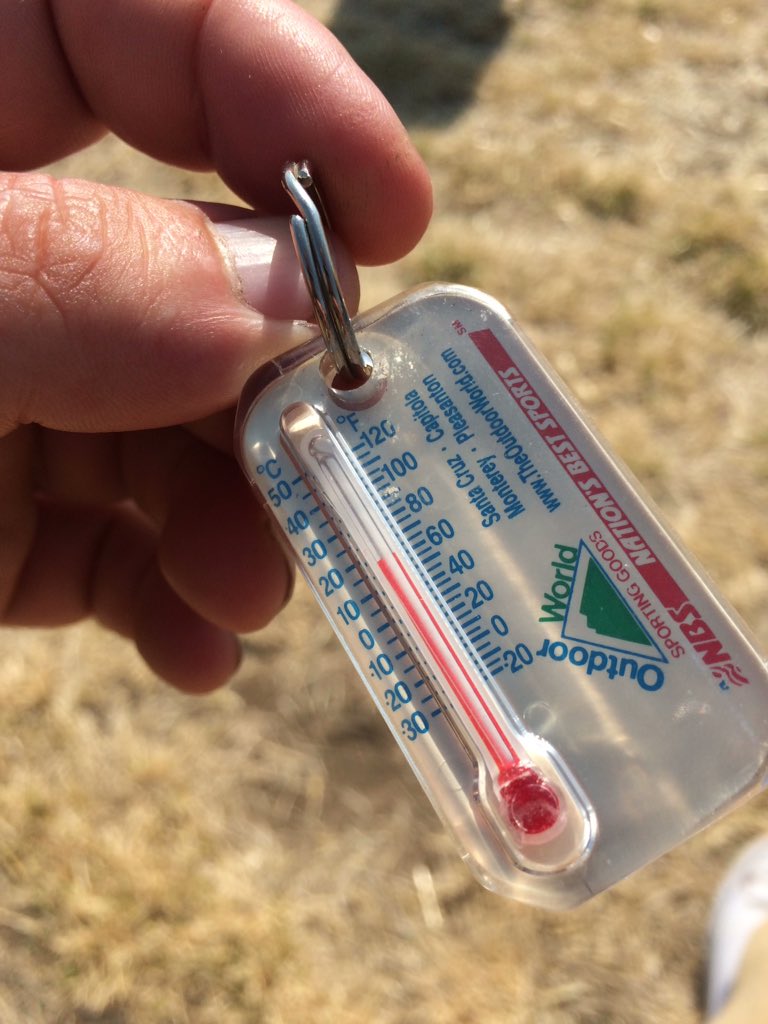 SM
NATION'S BEST SPORTS
a NBS
SPORTING GOODS
Outdoor
World
Santa Cruz . Capitola
Monterey . Pleasanton
www.TheOutdoorWorld.com
°F
120
100
80
60
40
20
0
-20
°C
50
40
30
20
10
0
-10
-20
-30